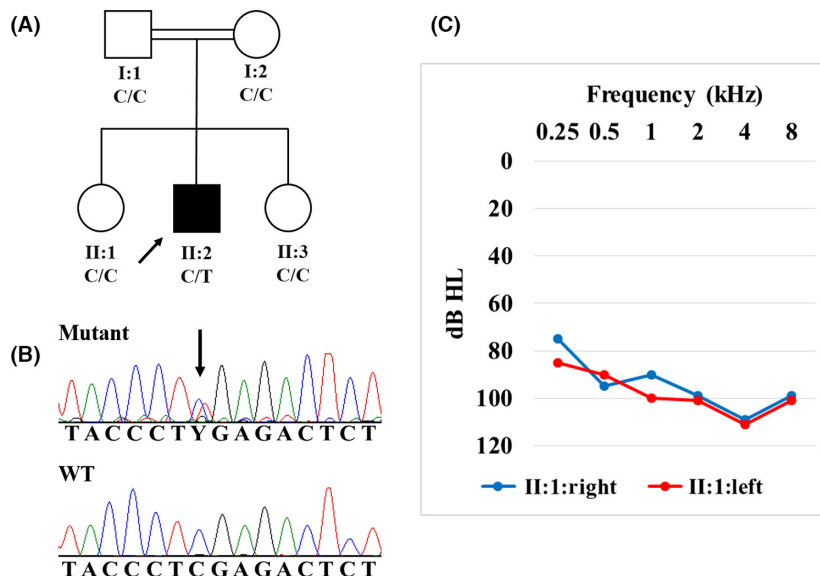 (A)
I:1
C/C
I:2
C/C
II:1
C/C
II:2
C/T
II:3
C/C
(B)
Mutant
TACCCTYGAGACTCT
WT
TACCCTCGAGACTCT
(C)
Frequency (kHz)
0.25 0.5 1 2 4 8
dB HL
0
20
40
60
80
100
120
II:1:right II:1:left